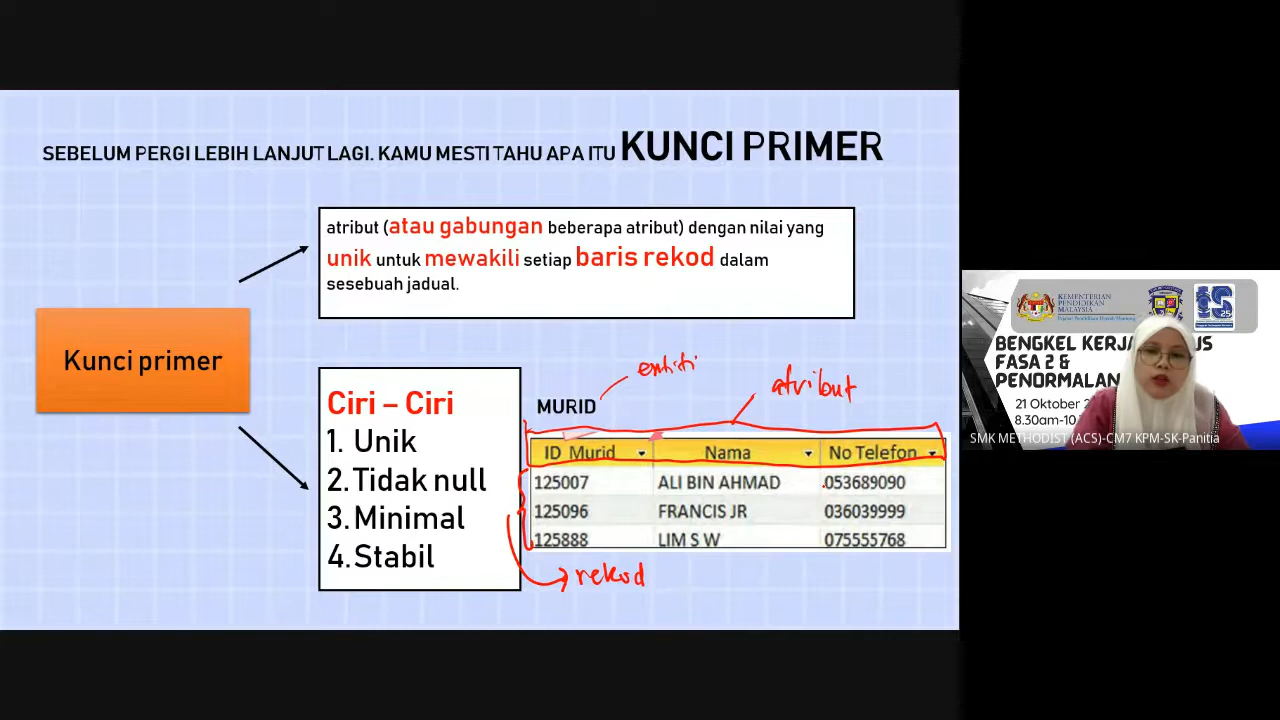 SEBELUM PERGI LEBIH LANJUT LAGI. KAMU MESTI TAHU APA ITU KUNCI PRIMER
atribut (atau gabungan beberapa atribut) dengan nilai yang
unik untuk mewakili setiap baris rekod dalam
sesebuah jadual.
Kunci primer
Ciri – Ciri
1. Unik
2. Tidak null
3. Minimal
4. Stabil
entiti
atribut
MURID
ID Murid Nama No Telefon
125007 ALI BIN AHMAD 053689090
125096 FRANCIS JR 036039999
125888 LIM S W 075555768
rekod
KEMENTERIAN
PENDIDIKAN
MALAYSIA
BENGKEL KERJA US
FASA 2 &
PENORMALAN
21 Oktober 2
8.30am-10.
SMK METHODIST (ACS)-CM7 KPM-SK-Panitia